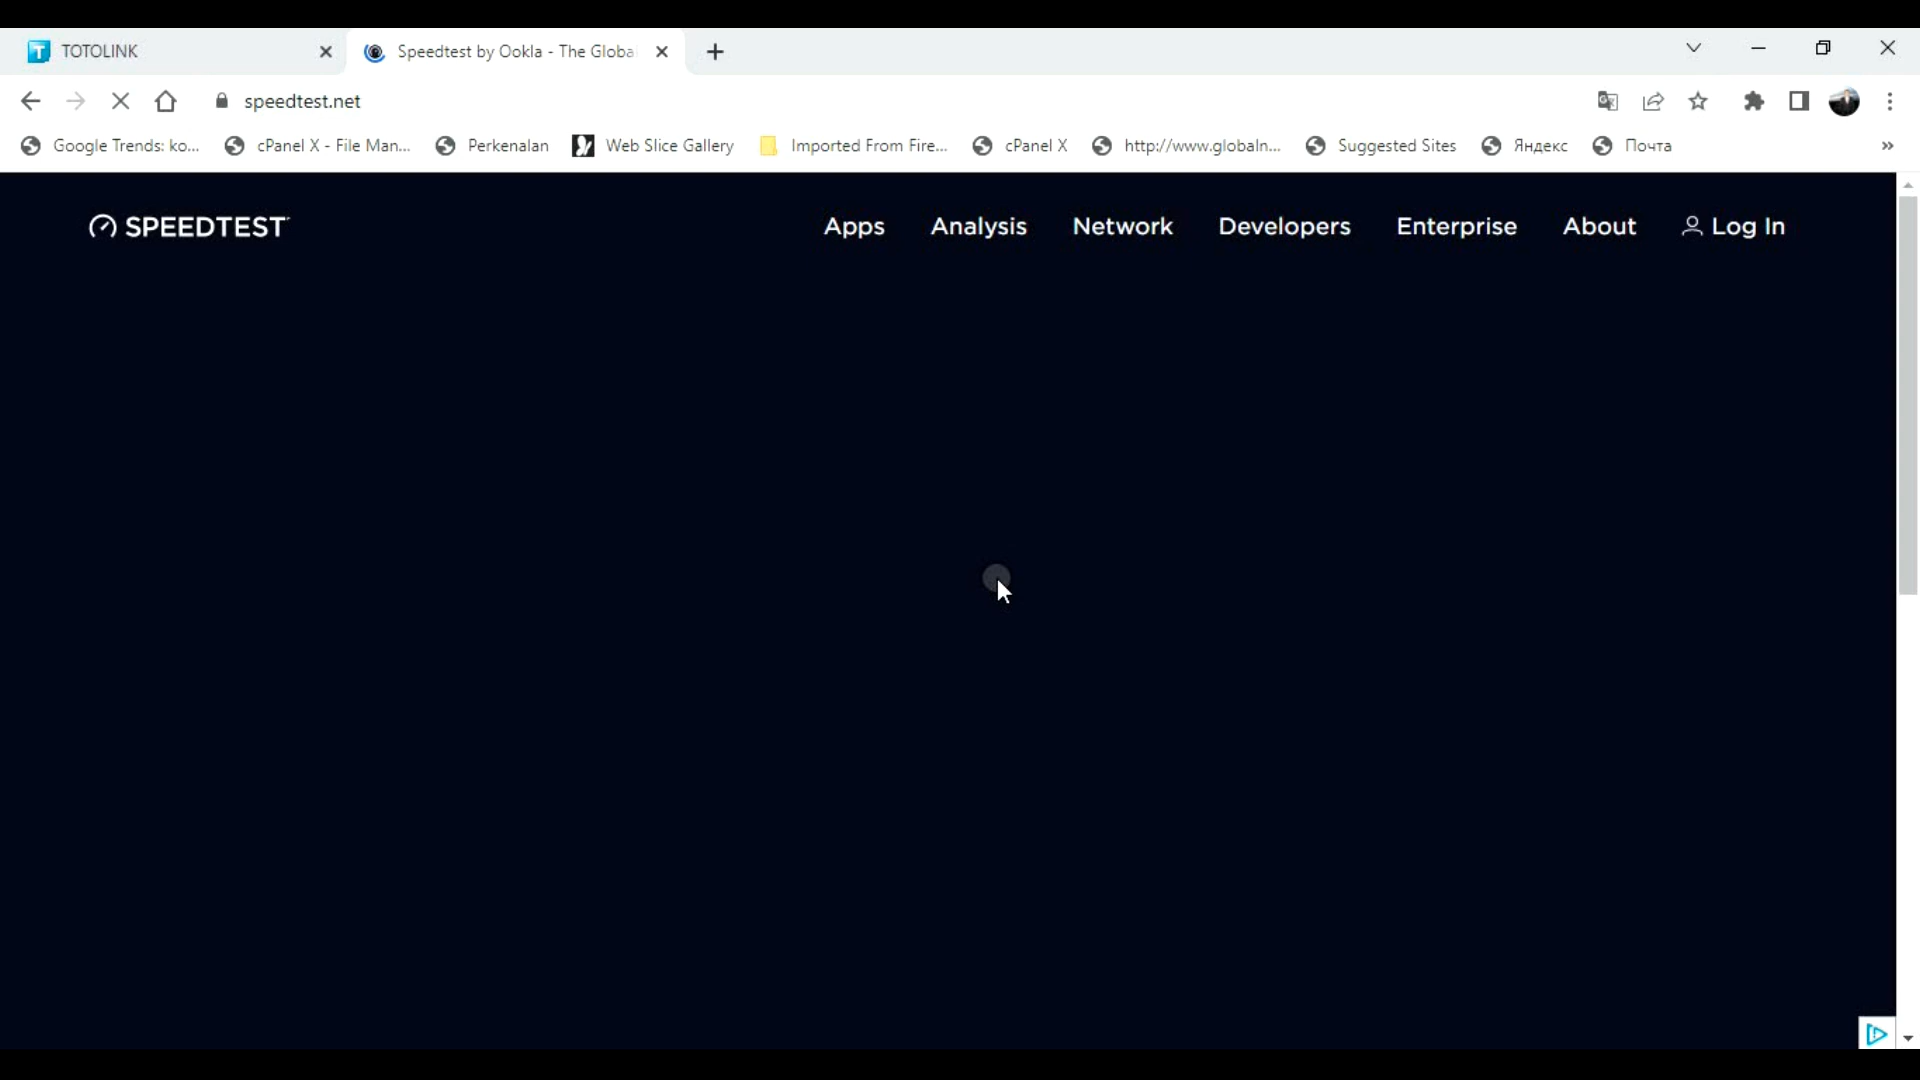 TOTOLINK
Speedtest by Ookla - The Globa
speedtest.net
Google Trends: ko...
cPanel X - File Man...
Perkenalan
Web Slice Gallery
Imported From Fire...
cPanel X
http://www.globaln...
Suggested Sites
Яндекс
Почта
SPEEDTEST
Apps
Analysis
Network
Developers
Enterprise
About
Log In